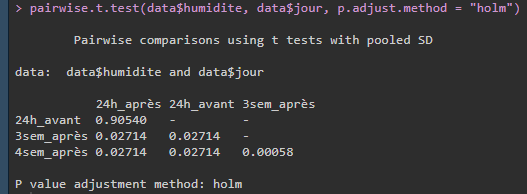 > pairwise.t.test(data$humidite, data$jour, p.adjust.method = "holm")
Pairwise comparisons using t tests with pooled SD
data:  data$humidite and data$jour
24h_après 24h_avant 3sem_après
24h_avant  0.90540   -         -
3sem_après 0.02714   0.02714   -
4sem_après 0.02714   0.02714   0.00058
P value adjustment method: holm